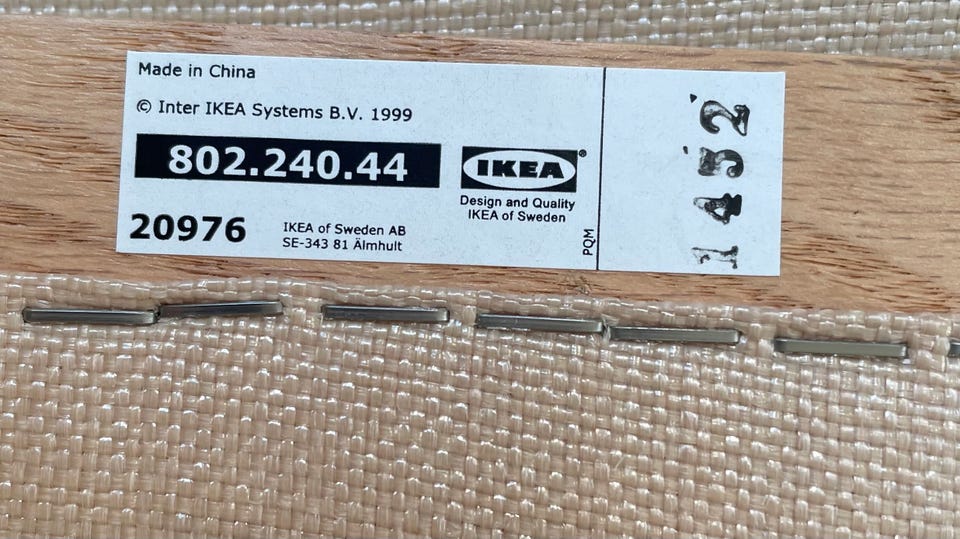 Made in China
© Inter IKEA Systems B.V. 1999
802.240.44
IKEA®
Design and Quality
IKEA of Sweden
20976
IKEA of Sweden AB
SE-343 81 Älmhult
PQM
1452